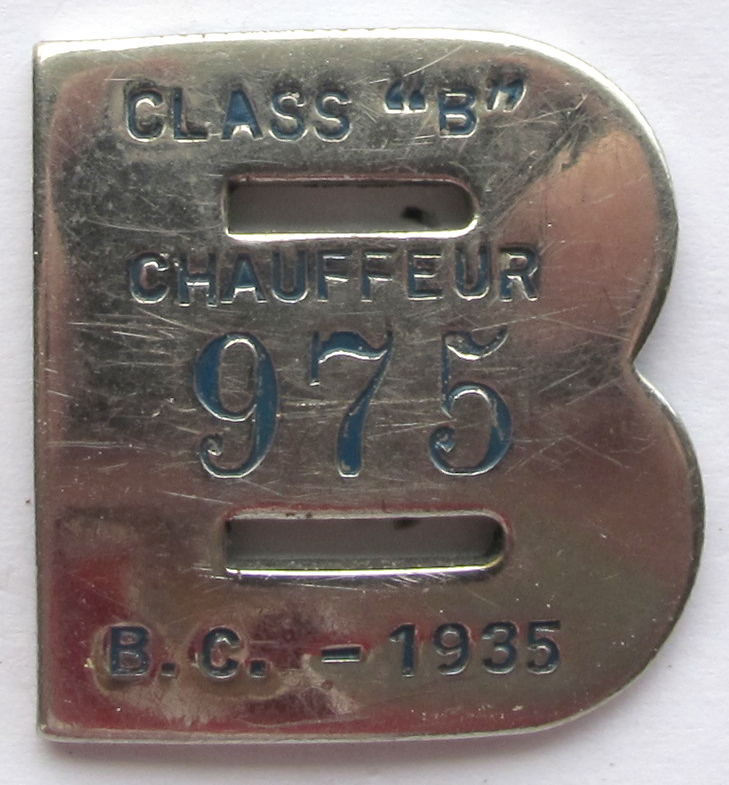 CLASS “B”
CHAUFFEUR
975
B.C. – 1935